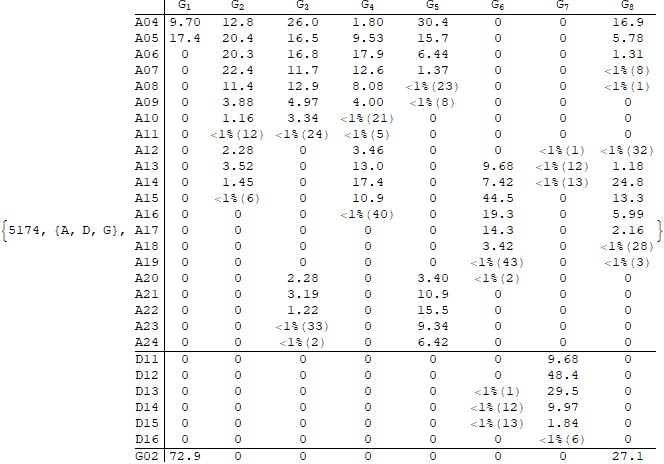 G1 G2 G3 G4 G5 G6 G7 G8
A04 9.70 12.8 26.0 1.80 30.4 0 0 16.9
A05 17.4 20.4 16.5 9.53 15.7 0 0 5.78
A06 0 20.3 16.8 17.9 6.44 0 0 1.31
A07 0 22.4 11.7 12.6 1.37 0 0 <1%(8)
A08 0 11.4 12.9 8.08 <1%(23) 0 0 <1%(1)
A09 0 3.88 4.97 4.00 <1%(8) 0 0 0
A10 0 1.16 3.34 <1%(21) 0 0 0 0
A11 0 <1%(12) <1%(24) <1%(5) 0 0 0 0
A12 0 2.28 0 3.46 0 0 <1%(1) <1%(32)
A13 0 3.52 0 13.0 0 9.68 <1%(12) 1.18
A14 0 1.45 0 17.4 0 7.42 <1%(13) 24.8
A15 0 <1%(6) 0 10.9 0 44.5 0 13.3
A16 0 0 0 <1%(40) 0 19.3 0 5.99
{5174, {A, D, G}, A17 0 0 0 0 0 14.3 0 2.16 }
A18 0 0 0 0 0 3.42 0 <1%(28)
A19 0 0 0 0 0 <1%(43) 0 <1%(3)
A20 0 0 2.28 0 3.40 <1%(2) 0 0
A21 0 0 3.19 0 10.9 0 0 0
A22 0 0 1.22 0 15.5 0 0 0
A23 0 0 <1%(33) 0 9.34 0 0 0
A24 0 0 <1%(2) 0 6.42 0 0 0
D11 0 0 0 0 0 0 9.68 0
D12 0 0 0 0 0 0 48.4 0
D13 0 0 0 0 0 <1%(1) 29.5 0
D14 0 0 0 0 0 <1%(12) 9.97 0
D15 0 0 0 0 0 <1%(13) 1.84 0
D16 0 0 0 0 0 0 <1%(6) 0
G02 72.9 0 0 0 0 0 0 27.1